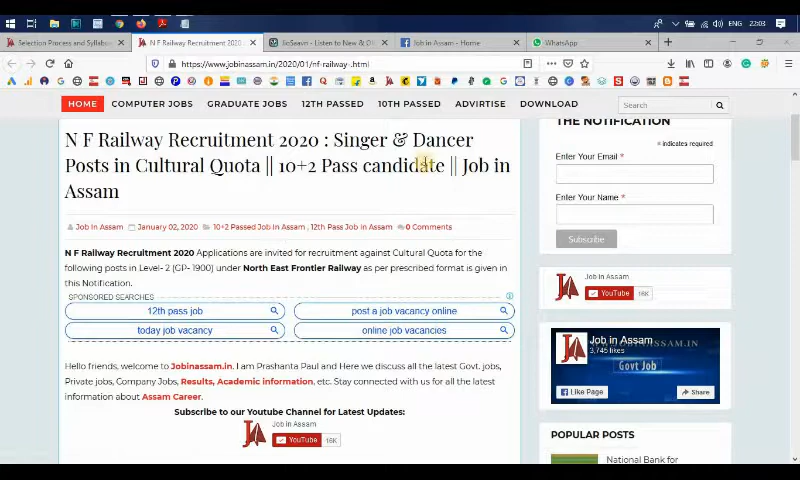 ENG 22:03
Selection Process and Syllabu
N F Railway Recruitment 2020
JioSaavn - Listen to New & Ol
Job in Assam - Home
WhatsApp
https://www.jobinassam.in/2020/01/nf-railway-.html
HOME COMPUTER JOBS GRADUATE JOBS 12TH PASSED 10TH PASSED ADVIRTISE DOWNLOAD
Search
N F Railway Recruitment 2020 : Singer & Dancer
Posts in Cultural Quota || 10+2 Pass candidate || Job in
Assam
Job In Assam January 02, 2020 10+2 Passed Job In Assam , 12th Pass Job In Assam 0 Comments
N F Railway Recruitment 2020 Applications are invited for recruitment against Cultural Quota for the
following posts in Level- 2 (GP- 1900) under North East Frontier Railway as per prescribed format is given in
this Notification.
SPONSORED SEARCHES
12th pass job
post a job vacancy online
today job vacancy
online job vacancies
Hello friends, welcome to Jobinassam.in. I am Prashanta Paul and Here we discuss all the latest Govt. jobs,
Private jobs, Company Jobs, Results, Academic information, etc. Stay connected with us for all the latest
information about Assam Career.
Subscribe to our Youtube Channel for Latest Updates:
Job in Assam
YouTube 16K
THE NOTIFICATION
* indicates required
Enter Your Email *
Enter Your Name *
Subscribe
Job in Assam
YouTube 16K
Job in Assam
3,745 likes
Govt Job
Like Page
Share
POPULAR POSTS
National Bank for